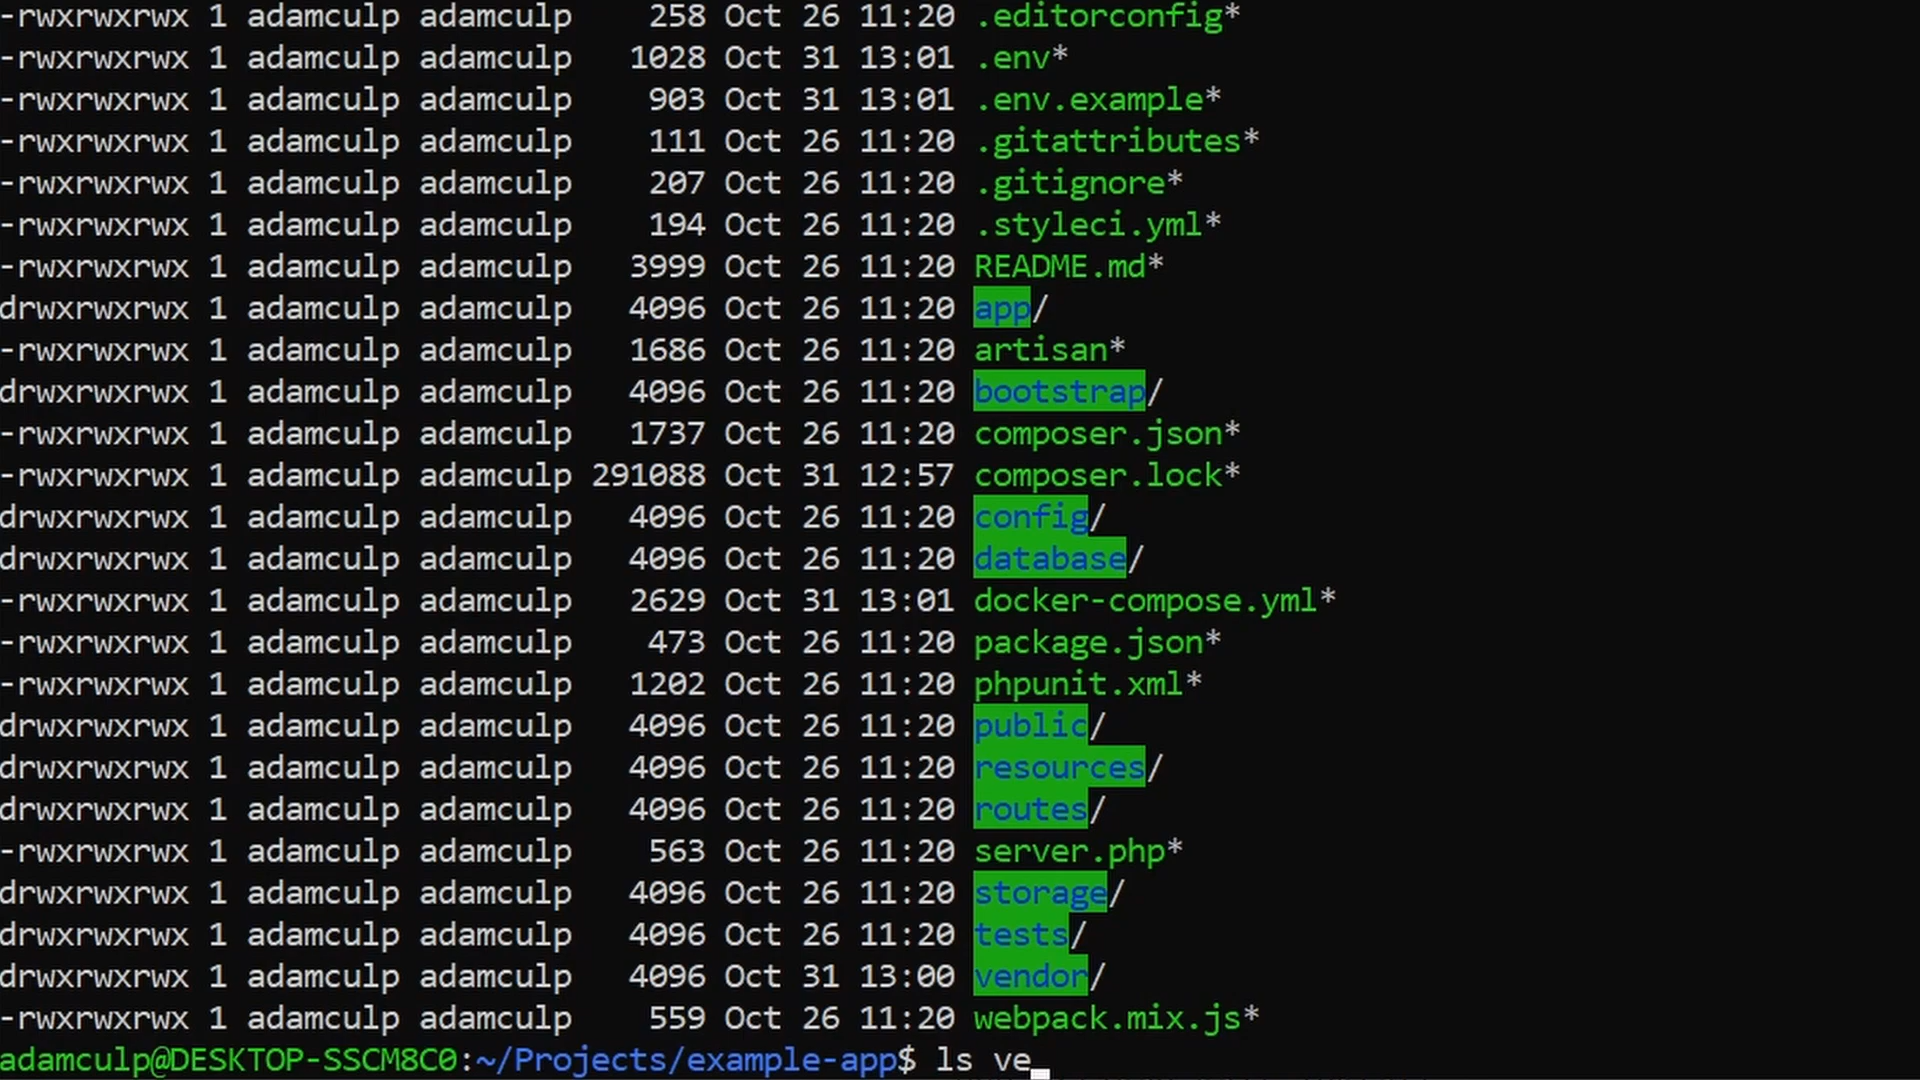 -rwxrwxrwx 1 adamculp adamculp    258 Oct 26 11:20 .editorconfig*
-rwxrwxrwx 1 adamculp adamculp   1028 Oct 31 13:01 .env*
-rwxrwxrwx 1 adamculp adamculp    903 Oct 31 13:01 .env.example*
-rwxrwxrwx 1 adamculp adamculp    111 Oct 26 11:20 .gitattributes*
-rwxrwxrwx 1 adamculp adamculp    207 Oct 26 11:20 .gitignore*
-rwxrwxrwx 1 adamculp adamculp    194 Oct 26 11:20 .styleci.yml*
-rwxrwxrwx 1 adamculp adamculp   3999 Oct 26 11:20 README.md*
drwxrwxrwx 1 adamculp adamculp   4096 Oct 26 11:20 app/
-rwxrwxrwx 1 adamculp adamculp   1686 Oct 26 11:20 artisan*
drwxrwxrwx 1 adamculp adamculp   4096 Oct 26 11:20 bootstrap/
-rwxrwxrwx 1 adamculp adamculp   1737 Oct 26 11:20 composer.json*
-rwxrwxrwx 1 adamculp adamculp 291088 Oct 31 12:57 composer.lock*
drwxrwxrwx 1 adamculp adamculp   4096 Oct 26 11:20 config/
drwxrwxrwx 1 adamculp adamculp   4096 Oct 26 11:20 database/
-rwxrwxrwx 1 adamculp adamculp   2629 Oct 31 13:01 docker-compose.yml*
-rwxrwxrwx 1 adamculp adamculp    473 Oct 26 11:20 package.json*
-rwxrwxrwx 1 adamculp adamculp   1202 Oct 26 11:20 phpunit.xml*
drwxrwxrwx 1 adamculp adamculp   4096 Oct 26 11:20 public/
drwxrwxrwx 1 adamculp adamculp   4096 Oct 26 11:20 resources/
drwxrwxrwx 1 adamculp adamculp   4096 Oct 26 11:20 routes/
-rwxrwxrwx 1 adamculp adamculp    563 Oct 26 11:20 server.php*
drwxrwxrwx 1 adamculp adamculp   4096 Oct 26 11:20 storage/
drwxrwxrwx 1 adamculp adamculp   4096 Oct 26 11:20 tests/
drwxrwxrwx 1 adamculp adamculp   4096 Oct 31 13:00 vendor/
-rwxrwxrwx 1 adamculp adamculp    559 Oct 26 11:20 webpack.mix.js*
adamculp@DESKTOP-SSCM8C0:~/Projects/example-app$ ls ve